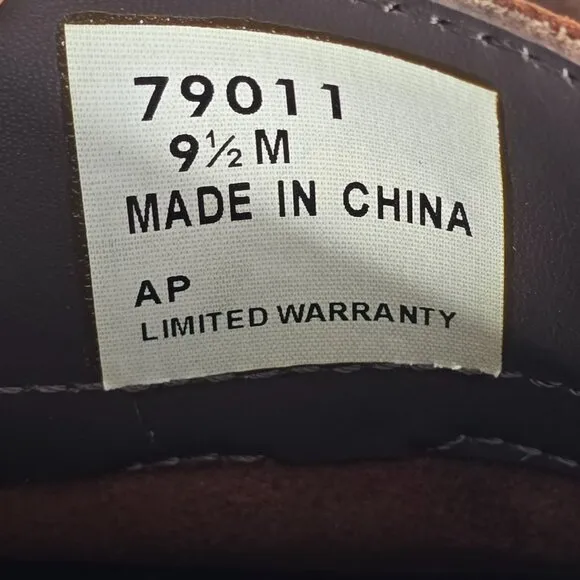 79011
9½ M
MADE IN CHINA
AP
LIMITED WARRANTY